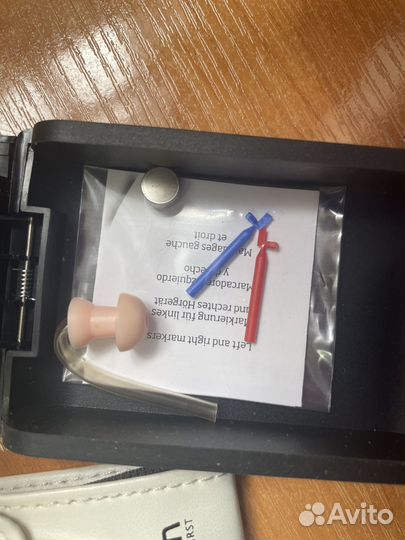 Left and right markers
Markierung für linkes
und rechtes Hörgerät
Marcadores izquierdo
y derecho
Marquages gauche
et droit
Avito